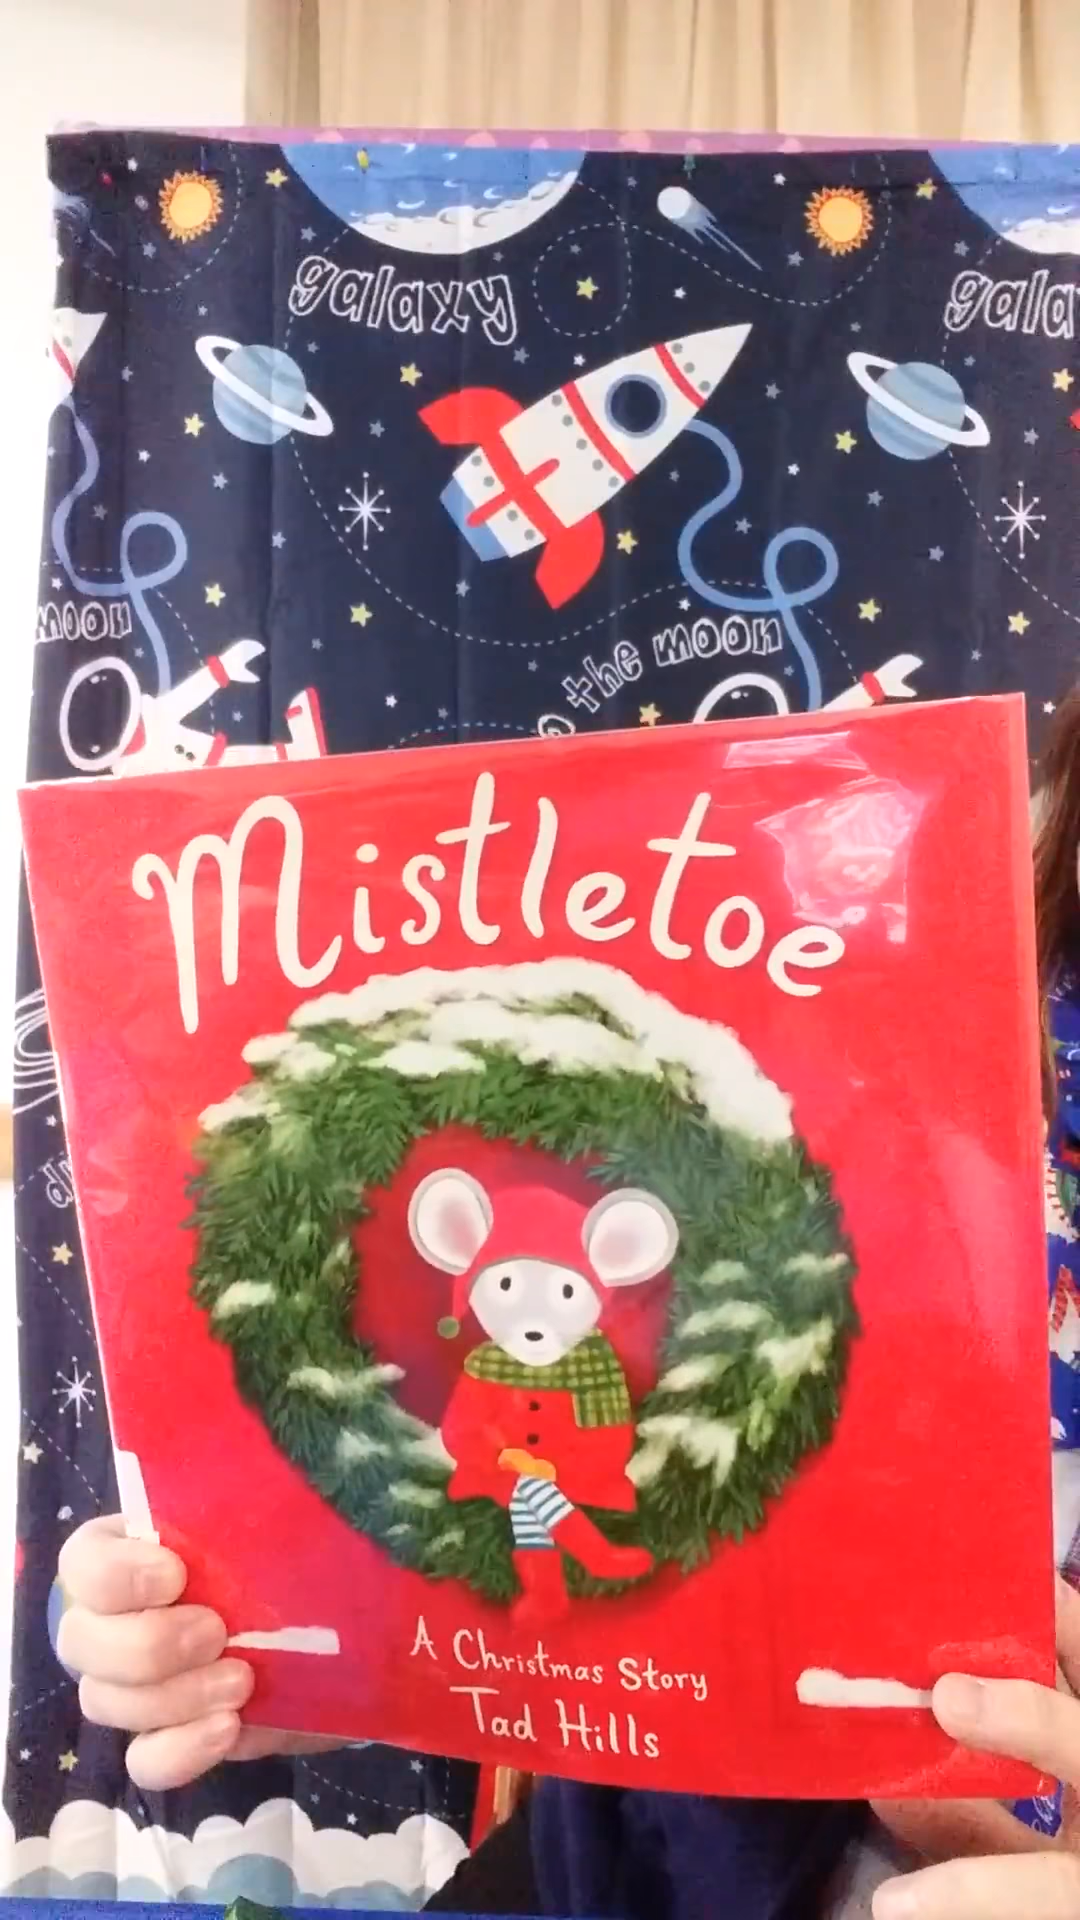 galaxy
gala
moon
the moon
Mistletoe
A Christmas Story
Tad Hills